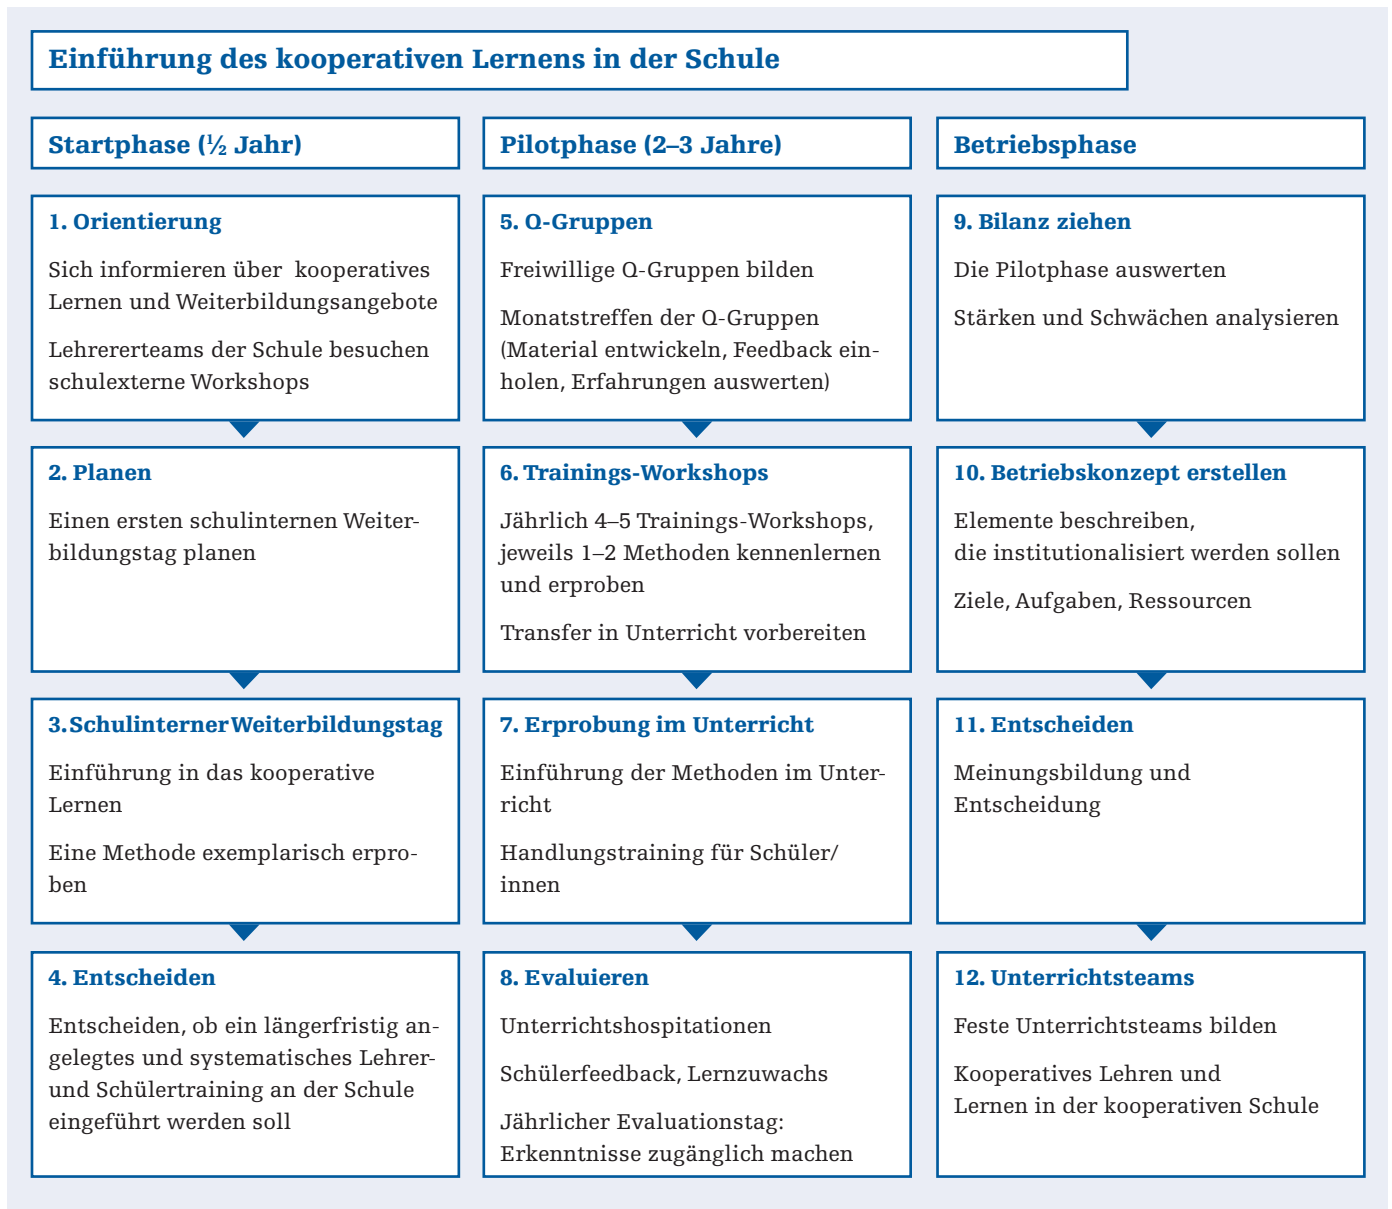 Einführung des kooperativen Lernens in der Schule
Startphase (½ Jahr)
1. Orientierung
Sich informieren über kooperatives
Lernen und Weiterbildungsangebote
Lehrererteams der Schule besuchen
schulexterne Workshops
2. Planen
Einen ersten schulinternen Weiter-
bildungstag planen
3. Schulinterner Weiterbildungstag
Einführung in das kooperative
Lernen
Eine Methode exemplarisch erpro-
ben
4. Entscheiden
Entscheiden, ob ein längerfristig an-
gelegtes und systematisches Lehrer-
und Schülertraining an der Schule
eingeführt werden soll
Pilotphase (2–3 Jahre)
5. Q-Gruppen
Freiwillige Q-Gruppen bilden
Monatstreffen der Q-Gruppen
(Material entwickeln, Feedback ein-
holen, Erfahrungen auswerten)
6. Trainings-Workshops
Jährlich 4–5 Trainings-Workshops,
jeweils 1–2 Methoden kennenlernen
und erproben
Transfer in Unterricht vorbereiten
7. Erprobung im Unterricht
Einführung der Methoden im Unter-
richt
Handlungstraining für Schüler/
innen
8. Evaluieren
Unterrichtshospitationen
Schülerfeedback, Lernzuwachs
Jährlicher Evaluationstag:
Erkenntnisse zugänglich machen
Betriebsphase
9. Bilanz ziehen
Die Pilotphase auswerten
Stärken und Schwächen analysieren
10. Betriebskonzept erstellen
Elemente beschreiben,
die institutionalisiert werden sollen
Ziele, Aufgaben, Ressourcen
11. Entscheiden
Meinungsbildung und
Entscheidung
12. Unterrichtsteams
Feste Unterrichtsteams bilden
Kooperatives Lehren und
Lernen in der kooperativen Schule